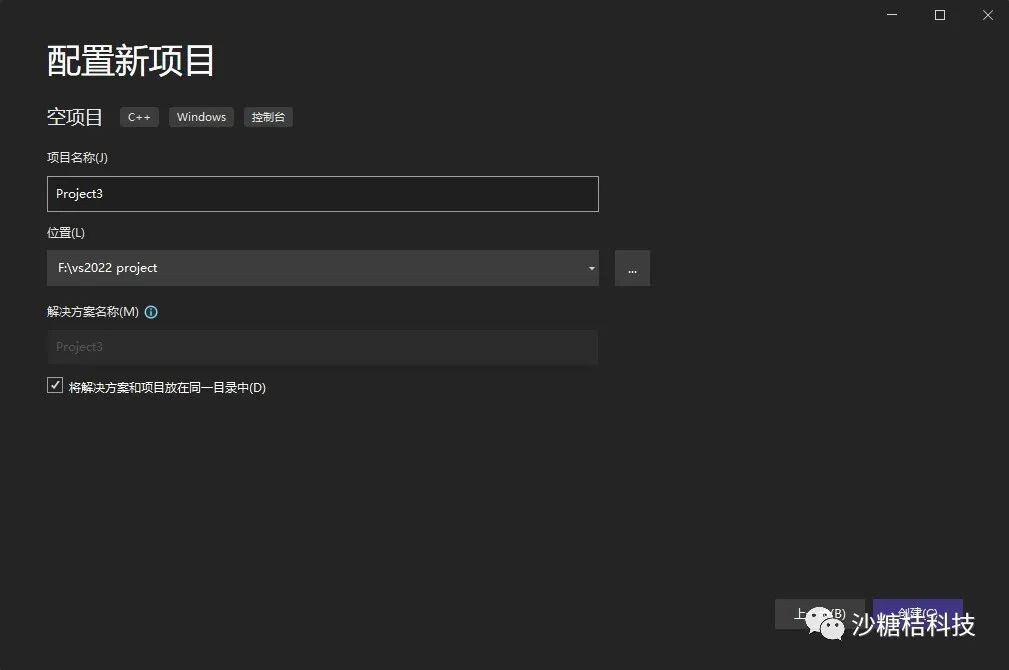 配置新项目
空项目 C++ Windows 控制台
项目名称(J)
Project3
位置(L)
F:\vs2022 project
...
解决方案名称(M)
Project3
将解决方案和项目放在同一目录中(D)
上 (B) 创建(C)
沙糖桔科技